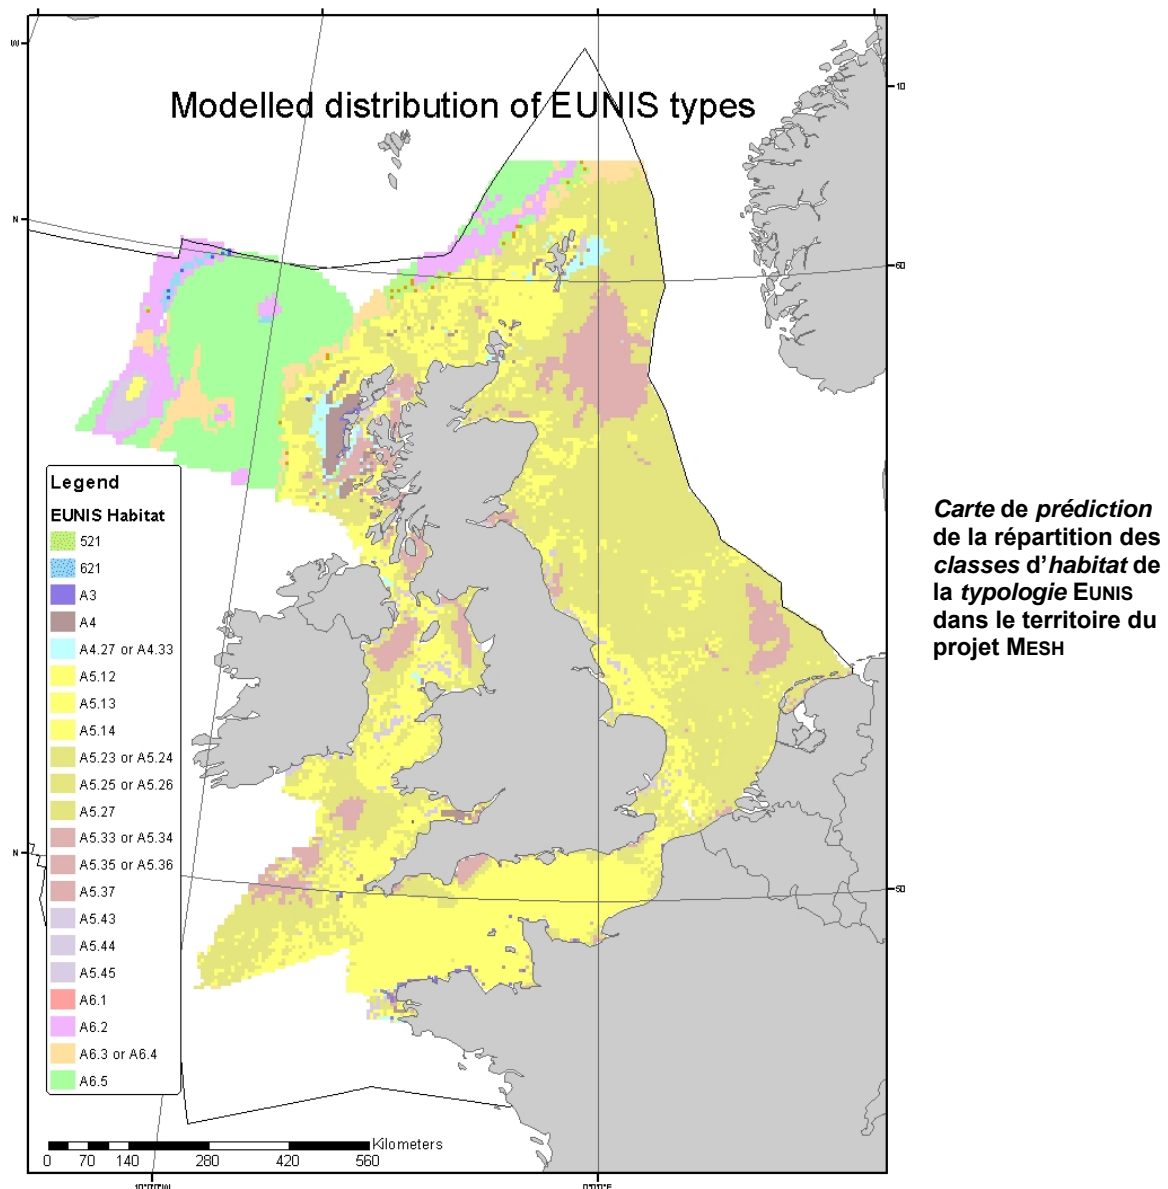 Modelled distribution of EUNIS types
10
60
50
N
N
Legend
EUNIS Habitat
521
621
A3
A4
A4.27 or A4.33
A5.12
A5.13
A5.14
A5.23 or A5.24
A5.25 or A5.26
A5.27
A5.33 or A5.34
A5.35 or A5.36
A5.37
A5.43
A5.44
A5.45
A6.1
A6.2
A6.3 or A6.4
A6.5
Kilometers
0 70 140 280 420 560
Carte de prédiction
de la répartition des
classes d'habitat de
la typologie EUNIS
dans le territoire du
projet MESH